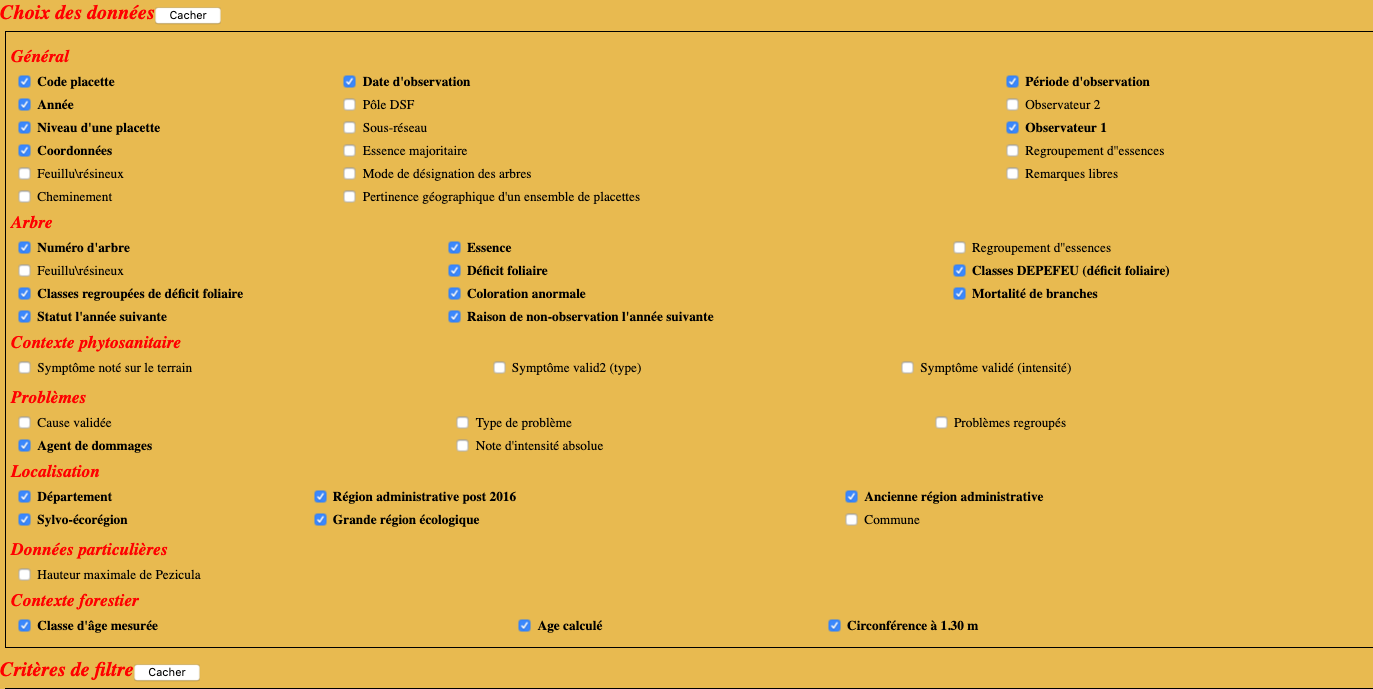 Choix des données Cacher
Général
Code placette Date d'observation Période d'observation
Année Pôle DSF Observateur 2
Niveau d'une placette Sous-réseau Observateur 1
Coordonnées Essence majoritaire Regroupement d''essences
Feuillu\résineux Mode de désignation des arbres Remarques libres
Cheminement Pertinence géographique d'un ensemble de placettes
Arbre
Numéro d'arbre Essence Regroupement d''essences
Feuillu\résineux Déficit foliaire Classes DEPEFEU (déficit foliaire)
Classes regroupées de déficit foliaire Coloration anormale Mortalité de branches
Statut l'année suivante Raison de non-observation l'année suivante
Contexte phytosanitaire
Symptôme noté sur le terrain Symptôme valid2 (type) Symptôme validé (intensité)
Problèmes
Cause validée Type de problème Problèmes regroupés
Agent de dommages Note d'intensité absolue
Localisation
Département Région administrative post 2016 Ancienne région administrative
Sylvo-écorégion Grande région écologique Commune
Données particulières
Hauteur maximale de Pezicula
Contexte forestier
Classe d'âge mesurée Age calculé Circonférence à 1.30 m
Critères de filtre Cacher